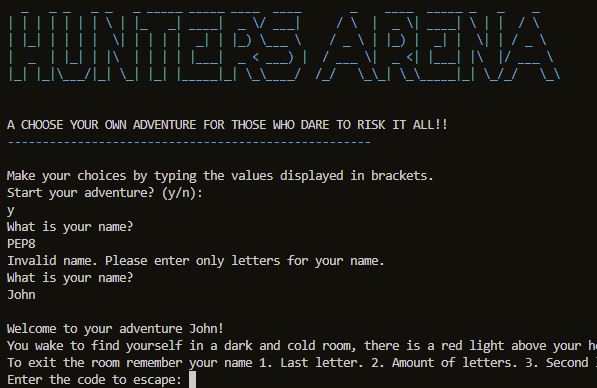 HUNTERS ARENA
A CHOOSE YOUR OWN ADVENTURE FOR THOSE WHO DARE TO RISK IT ALL!!
----------------------------------------------------
Make your choices by typing the values displayed in brackets.
Start your adventure? (y/n):
y
What is your name?
PEP8
Invalid name. Please enter only letters for your name.
What is your name?
John
Welcome to your adventure John!
You wake to find yourself in a dark and cold room, there is a red light above your
To exit the room remember your name 1. Last letter. 2. Amount of letters. 3. Second
Enter the code to escape: